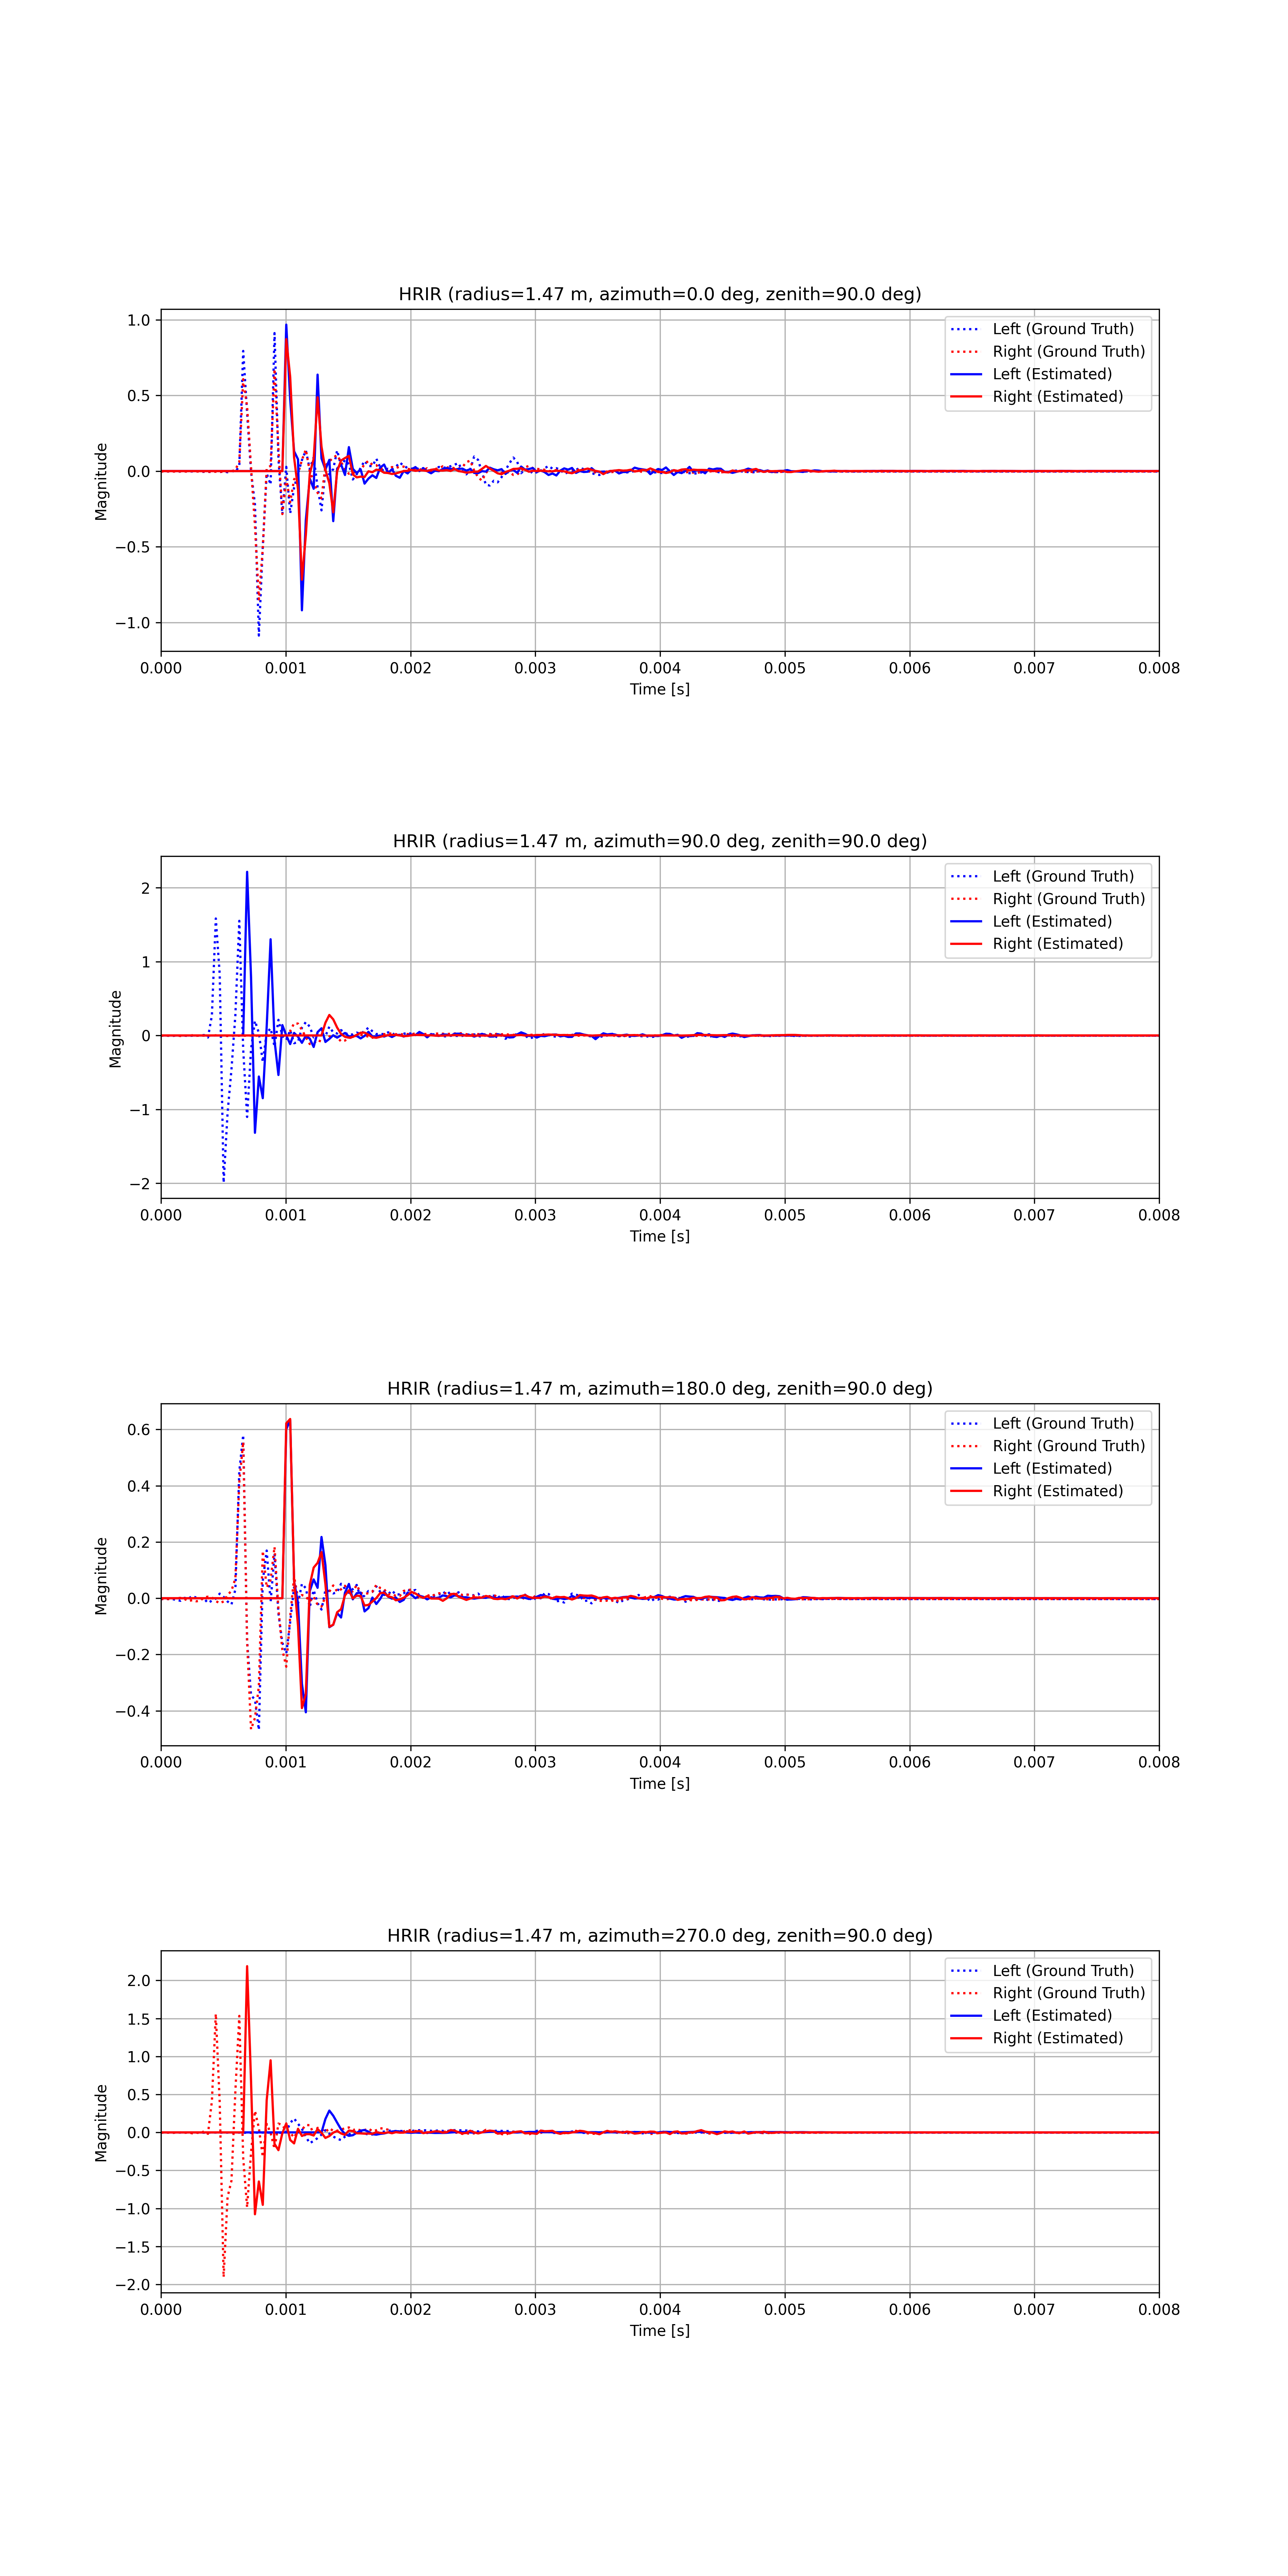 HRIR (radius=1.47 m, azimuth=0.0 deg, zenith=90.0 deg)
1.0
0.5
0.0
−0.5
−1.0
Magnitude
Left (Ground Truth)
Right (Ground Truth)
Left (Estimated)
Right (Estimated)
0.000 0.001 0.002 0.003 0.004 0.005 0.006 0.007 0.008
Time [s]
HRIR (radius=1.47 m, azimuth=90.0 deg, zenith=90.0 deg)
2
1
0
−1
−2
Magnitude
Left (Ground Truth)
Right (Ground Truth)
Left (Estimated)
Right (Estimated)
0.000 0.001 0.002 0.003 0.004 0.005 0.006 0.007 0.008
Time [s]
HRIR (radius=1.47 m, azimuth=180.0 deg, zenith=90.0 deg)
0.6
0.4
0.2
0.0
−0.2
−0.4
Magnitude
Left (Ground Truth)
Right (Ground Truth)
Left (Estimated)
Right (Estimated)
0.000 0.001 0.002 0.003 0.004 0.005 0.006 0.007 0.008
Time [s]
HRIR (radius=1.47 m, azimuth=270.0 deg, zenith=90.0 deg)
2.0
1.5
1.0
0.5
0.0
−0.5
−1.0
−1.5
−2.0
Magnitude
Left (Ground Truth)
Right (Ground Truth)
Left (Estimated)
Right (Estimated)
0.000 0.001 0.002 0.003 0.004 0.005 0.006 0.007 0.008
Time [s]